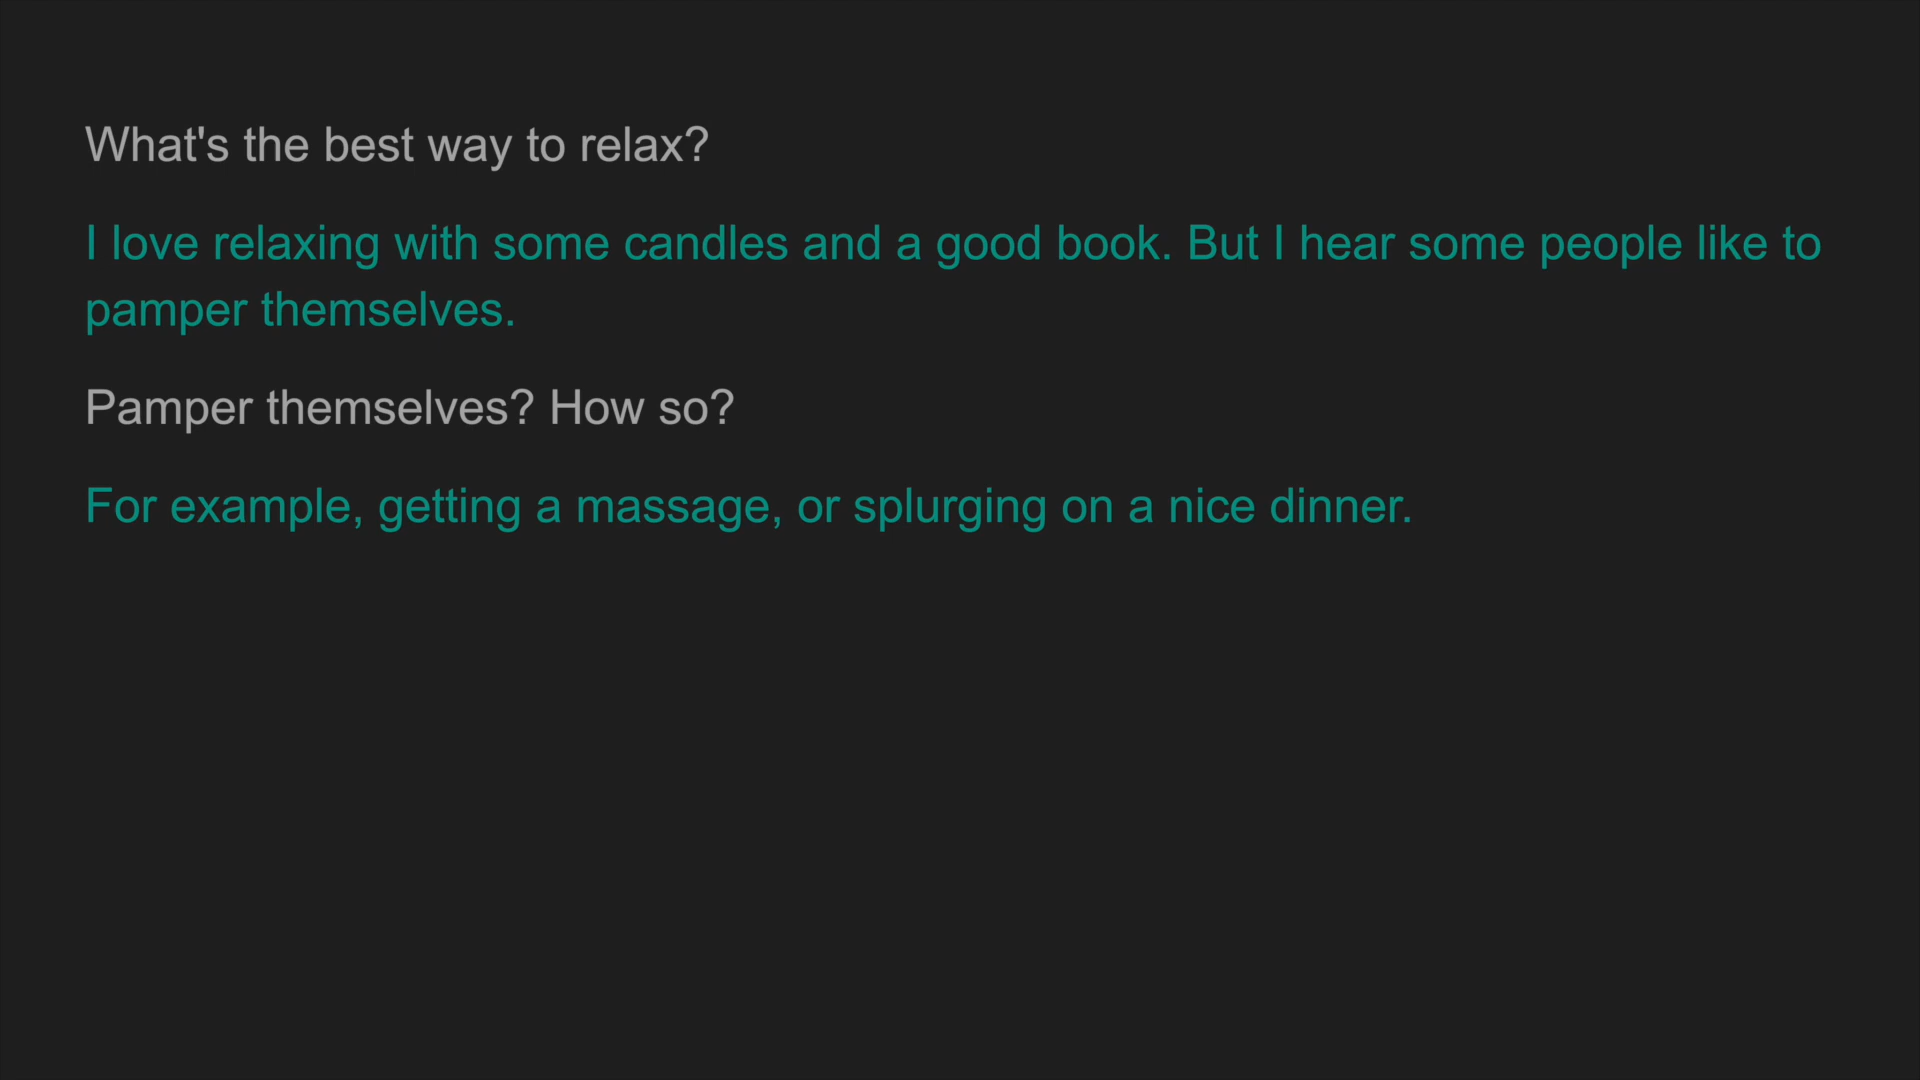 What's the best way to relax?
I love relaxing with some candles and a good book. But I hear some people like to
pamper themselves.
Pamper themselves? How so?
For example, getting a massage, or splurging on a nice dinner.